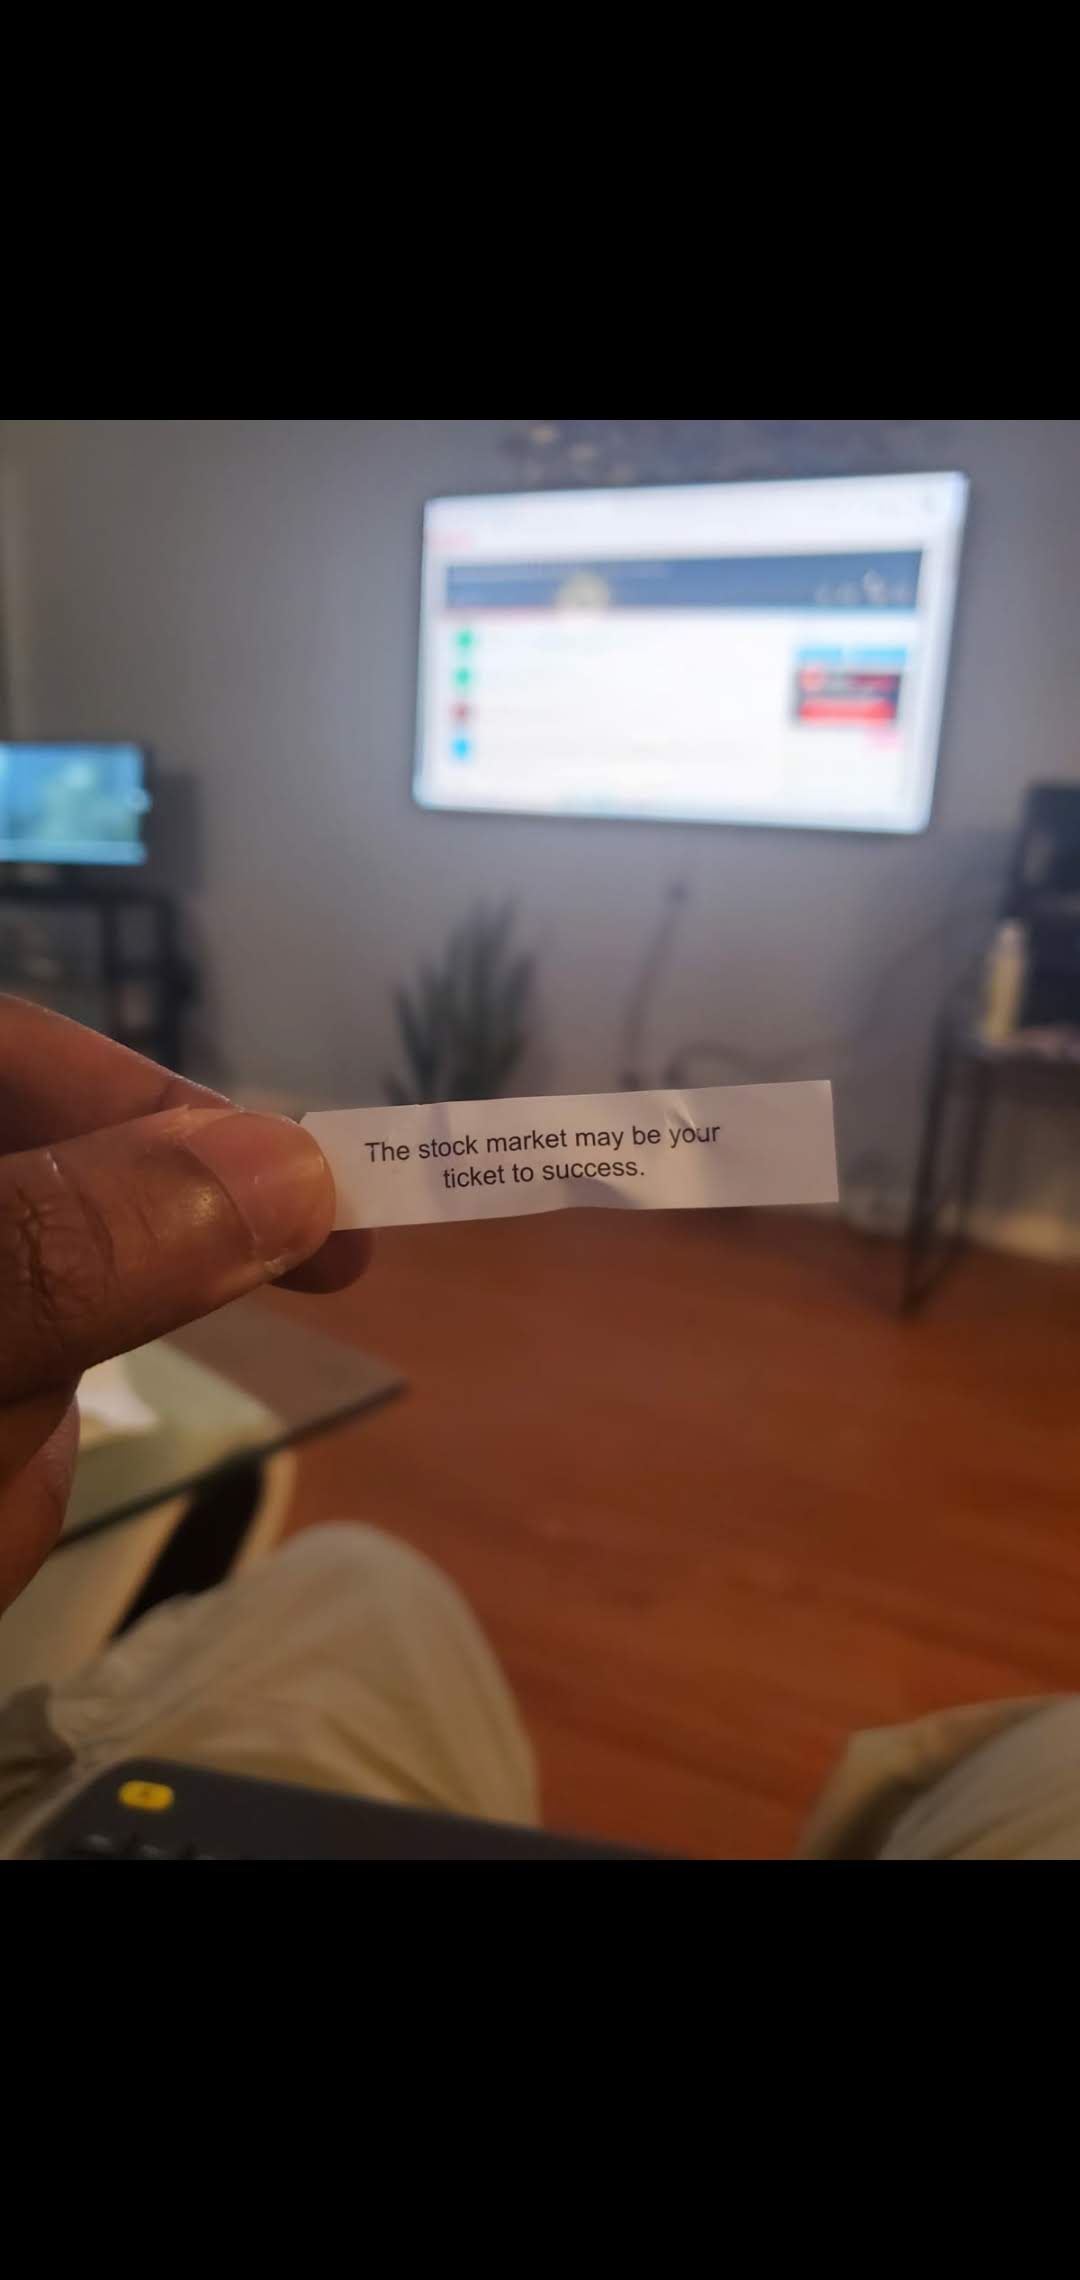 The stock market may be your
ticket to success.